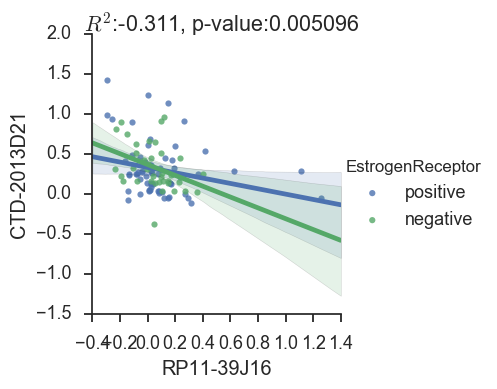 R²:-0.311, p-value:0.005096
2.0
1.5
1.0
0.5
0.0
−0.5
−1.0
−1.5
CTD-2013D21
−0.4−0.20.0 0.2 0.4 0.6 0.8 1.0 1.2 1.4
RP11-39J16
EstrogenReceptor
positive
negative